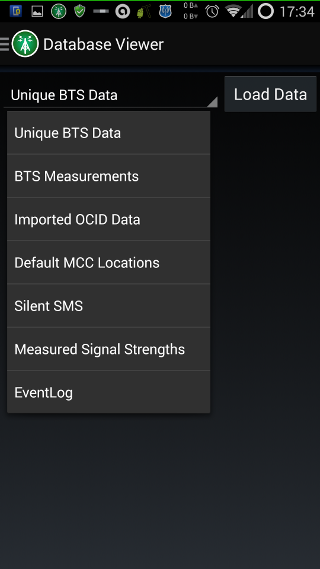 0 B▲
0 B▼
17:34
Database Viewer
Unique BTS Data
Load Data
Unique BTS Data
BTS Measurements
Imported OCID Data
Default MCC Locations
Silent SMS
Measured Signal Strengths
EventLog